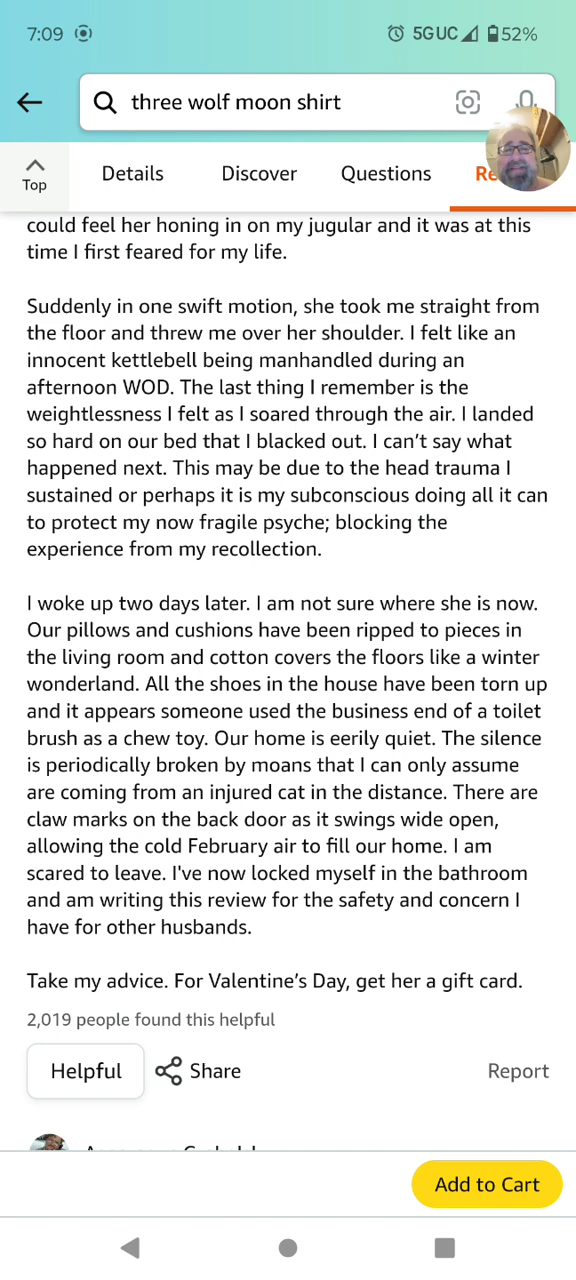 7:09 5GUC 52%
three wolf moon shirt
Top Details Discover Questions Re
could feel her honing in on my jugular and it was at this
time I first feared for my life.
Suddenly in one swift motion, she took me straight from
the floor and threw me over her shoulder. I felt like an
innocent kettlebell being manhandled during an
afternoon WOD. The last thing I remember is the
weightlessness I felt as I soared through the air. I landed
so hard on our bed that I blacked out. I can’t say what
happened next. This may be due to the head trauma I
sustained or perhaps it is my subconscious doing all it can
to protect my now fragile psyche; blocking the
experience from my recollection.
I woke up two days later. I am not sure where she is now.
Our pillows and cushions have been ripped to pieces in
the living room and cotton covers the floors like a winter
wonderland. All the shoes in the house have been torn up
and it appears someone used the business end of a toilet
brush as a chew toy. Our home is eerily quiet. The silence
is periodically broken by moans that I can only assume
are coming from an injured cat in the distance. There are
claw marks on the back door as it swings wide open,
allowing the cold February air to fill our home. I am
scared to leave. I've now locked myself in the bathroom
and am writing this review for the safety and concern I
have for other husbands.
Take my advice. For Valentine’s Day, get her a gift card.
2,019 people found this helpful
Helpful Share Report
Add to Cart